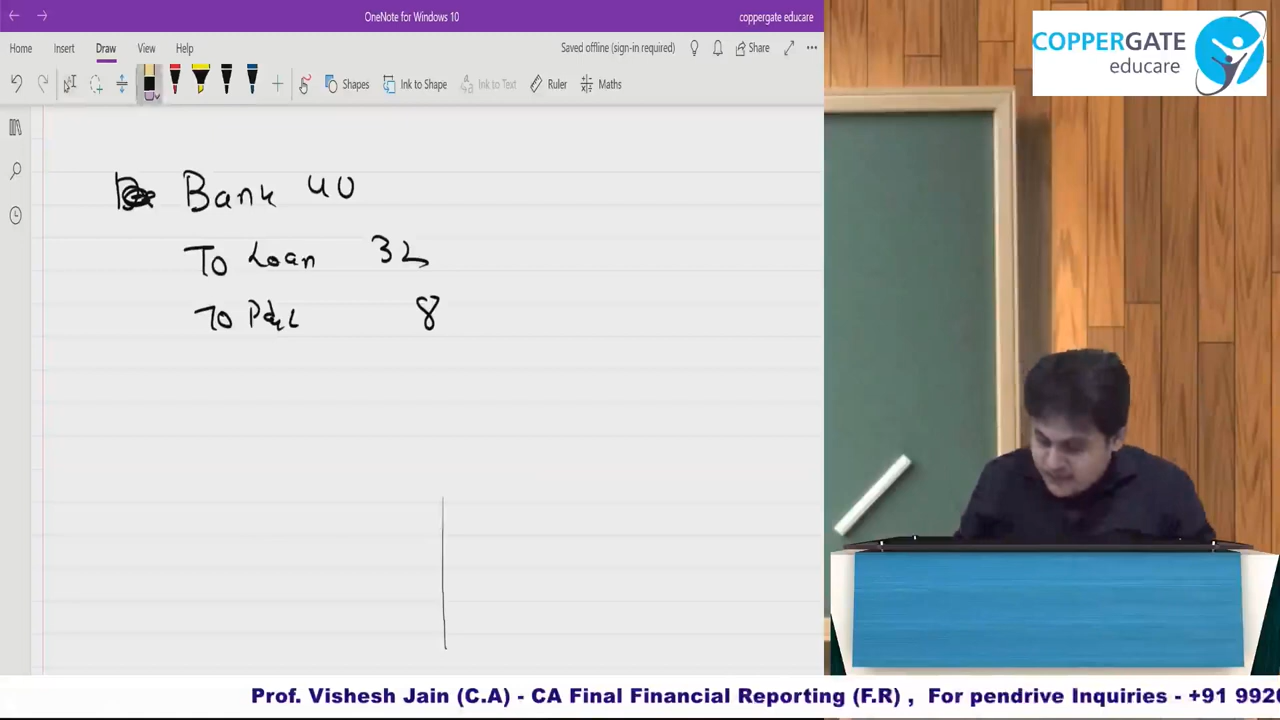 OneNote for Windows 10
coppergate educare
Home Insert Draw View Help
Saved offline (sign-in required)
Share
Shapes
Ink to Shape
Ink to Text
Ruler
Maths
COPPERGATE
educare
Bank 40
To Loan 32
To P&L 8
Prof. Vishesh Jain (C.A) - CA Final Financial Reporting (F.R) , For pendrive Inquiries - +91 992